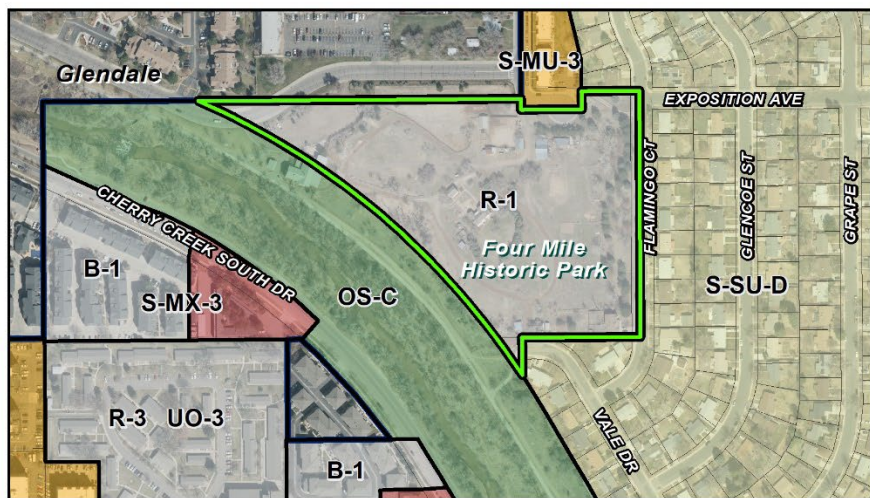 Glendale
S-MU-3
EXPOSITION AVE
R-1
FLAMINGO CT
GLENCOE ST
GRAPE ST
CHERRY CREEK SOUTH DR
Four Mile
Historic Park
B-1
S-MX-3
OS-C
S-SU-D
R-3 UO-3
VALE DR
B-1